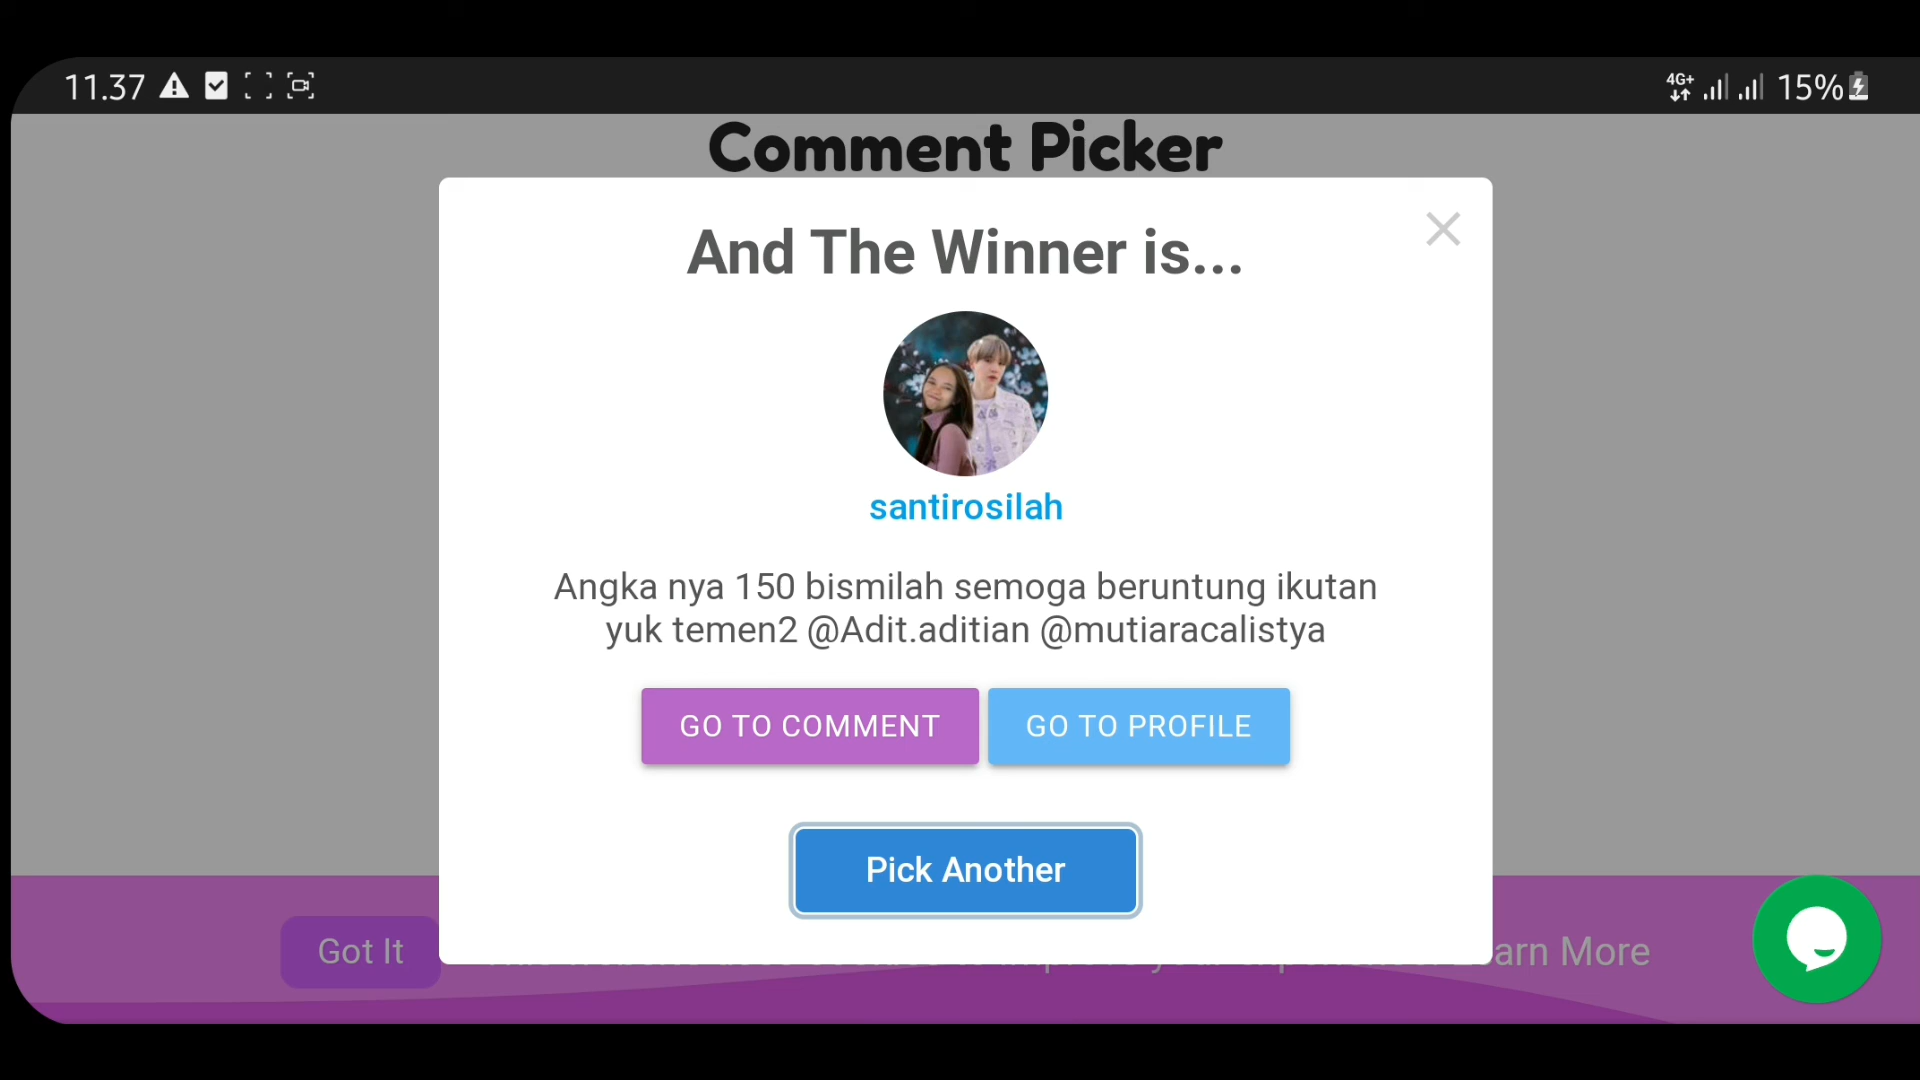 11.37
4G+
15%
Comment Picker
And The Winner is...
santirosilah
Angka nya 150 bismilah semoga beruntung ikutan
yuk temen2 @Adit.aditian @mutiaracalistya
GO TO COMMENT
GO TO PROFILE
Pick Another
Got It
arn More